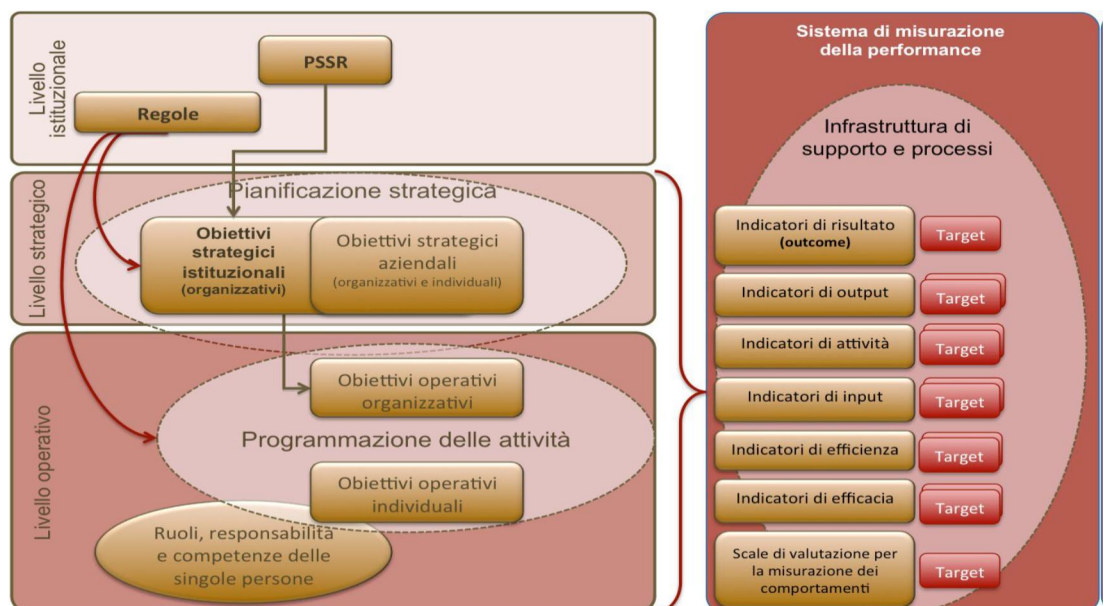 Livello
istituzionale
PSSR
Regole
Livello strategico
Pianificazione strategica
Obiettivi
strategici
istituzionali
(organizzativi)
Obiettivi strategici
aziendali
(organizzativi e individuali)
Livello operativo
Obiettivi operativi
organizzativi
Programmazione delle attività
Obiettivi operativi
individuali
Ruoli, responsabilità
e competenze delle
singole persone
Sistema di misurazione
della performance
Infrastruttura di
supporto e processi
Indicatori di risultato
(outcome)
Target
Indicatori di output
Target
Indicatori di attività
Target
Indicatori di input
Target
Indicatori di efficienza
Target
Indicatori di efficacia
Target
Scale di valutazione per
la misurazione dei
comportamenti
Target